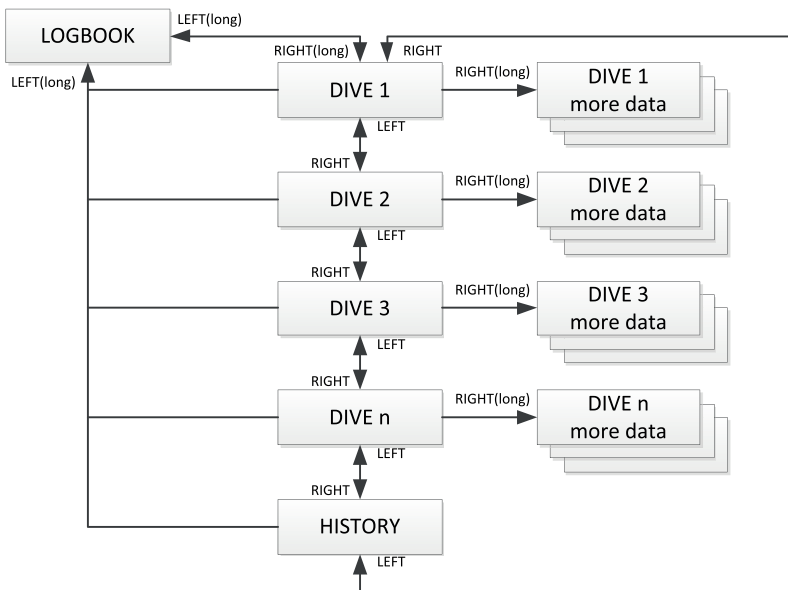 LOGBOOK
LEFT(long)
RIGHT(long)
RIGHT
LEFT(long)
DIVE 1
RIGHT(long)
DIVE 1
more data
LEFT
RIGHT
DIVE 2
RIGHT(long)
DIVE 2
more data
LEFT
RIGHT
DIVE 3
RIGHT(long)
DIVE 3
more data
LEFT
RIGHT
DIVE n
RIGHT(long)
DIVE n
more data
LEFT
RIGHT
HISTORY
LEFT